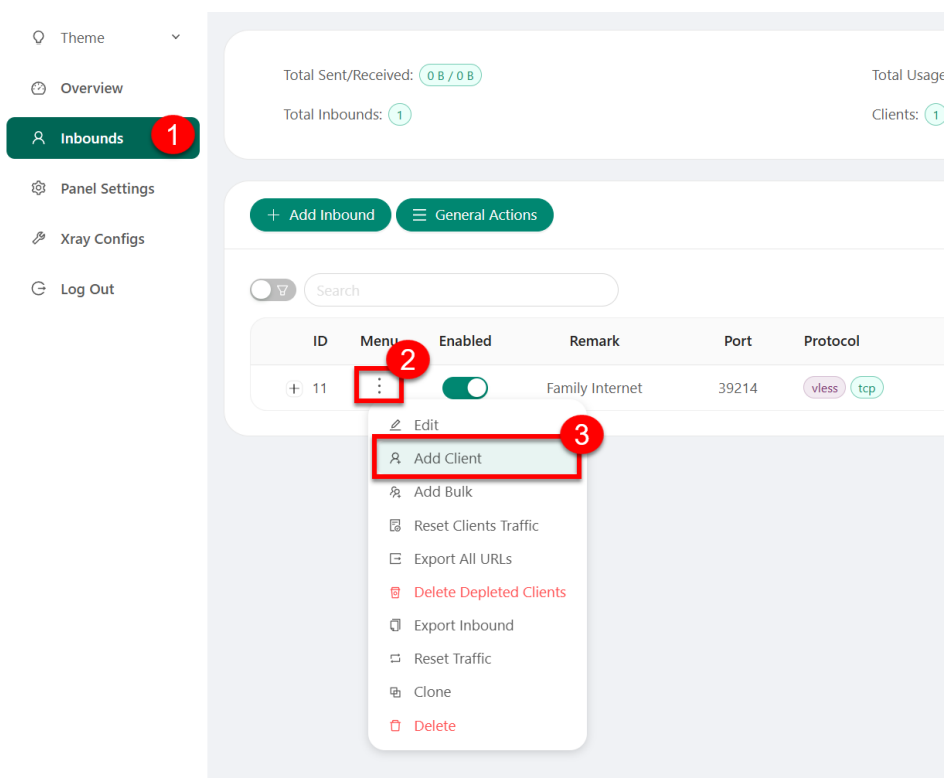 Theme
Overview
Inbounds
1
Panel Settings
Xray Configs
Log Out
Total Sent/Received: 0 B / 0 B
Total Usage
Total Inbounds: 1
Clients: 1
Add Inbound
General Actions
Search
ID Menu Enabled Remark Port Protocol
2
11 Family Internet 39214 vless tcp
Edit
3
Add Client
Add Bulk
Reset Clients Traffic
Export All URLs
Delete Depleted Clients
Export Inbound
Reset Traffic
Clone
Delete